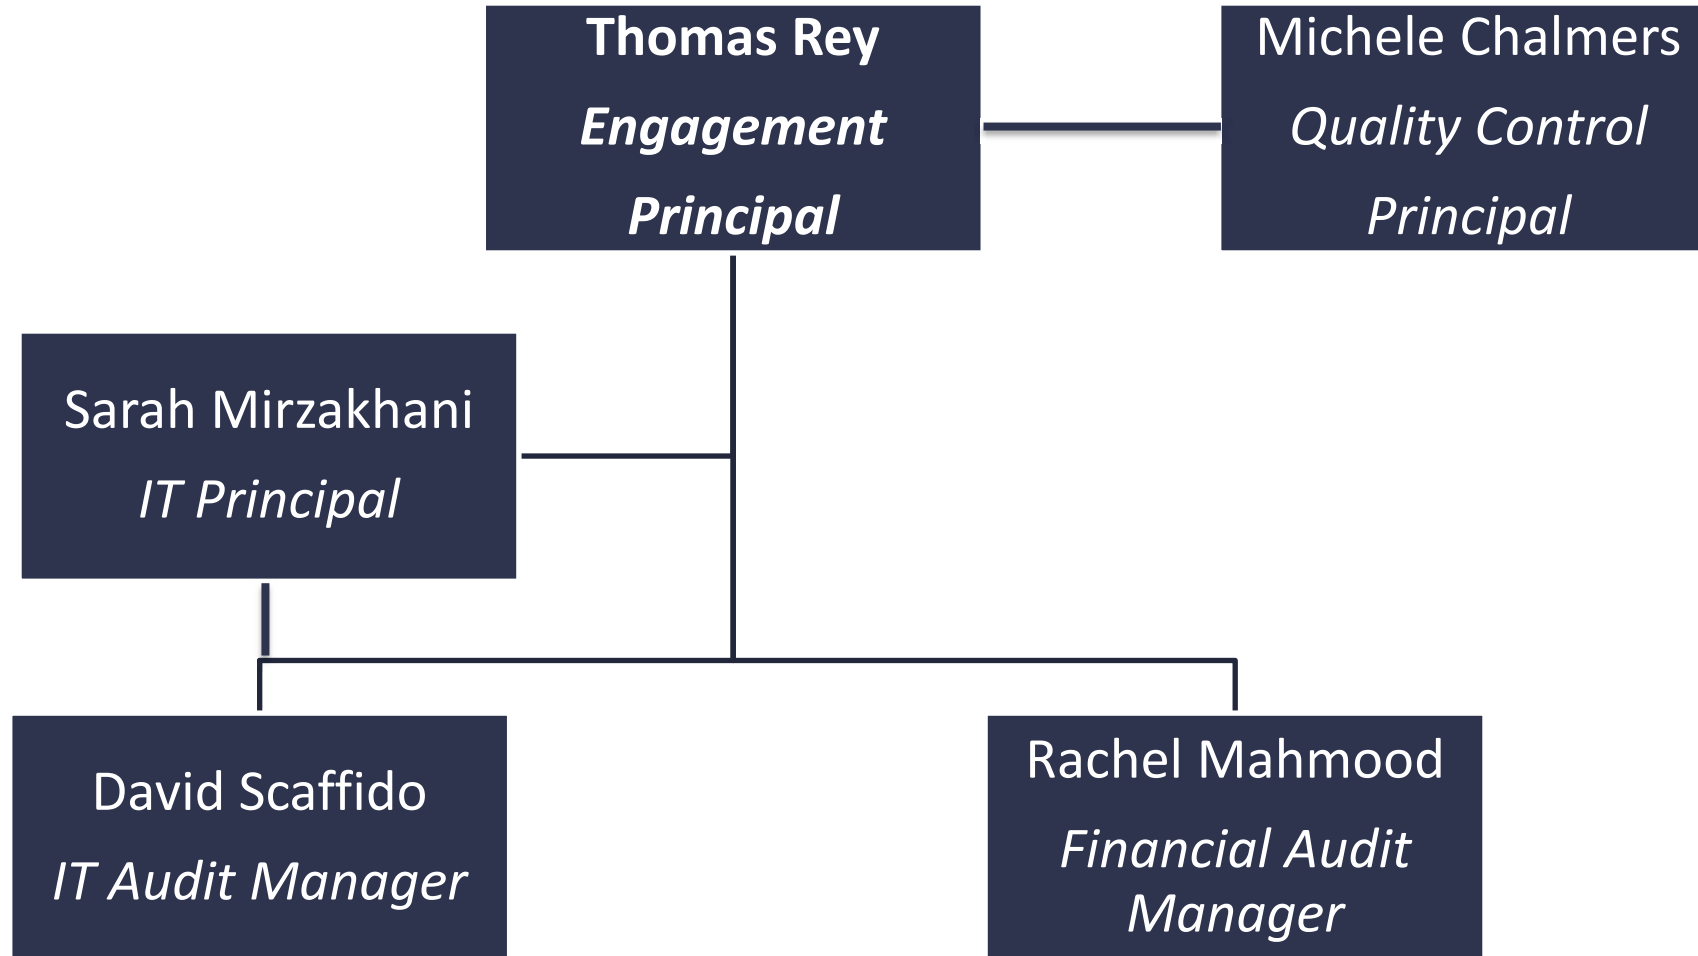 Thomas Rey
Engagement
Principal
Michele Chalmers
Quality Control
Principal
Sarah Mirzakhani
IT Principal
David Scaffido
IT Audit Manager
Rachel Mahmood
Financial Audit
Manager